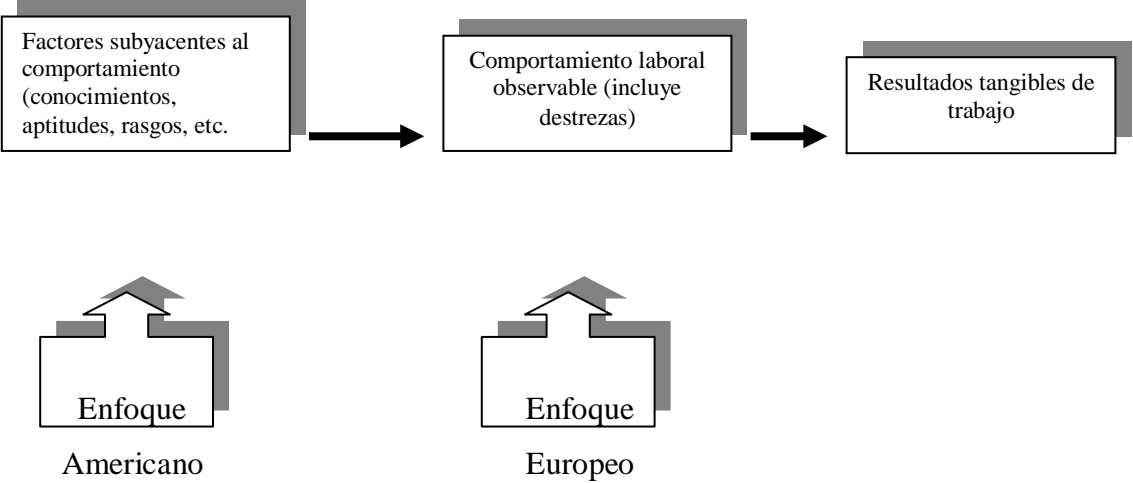 Factores subyacentes al
comportamiento
(conocimientos,
aptitudes, rasgos, etc.
Comportamiento laboral
observable (incluye
destrezas)
Resultados tangibles de
trabajo
Enfoque
Americano
Enfoque
Europeo